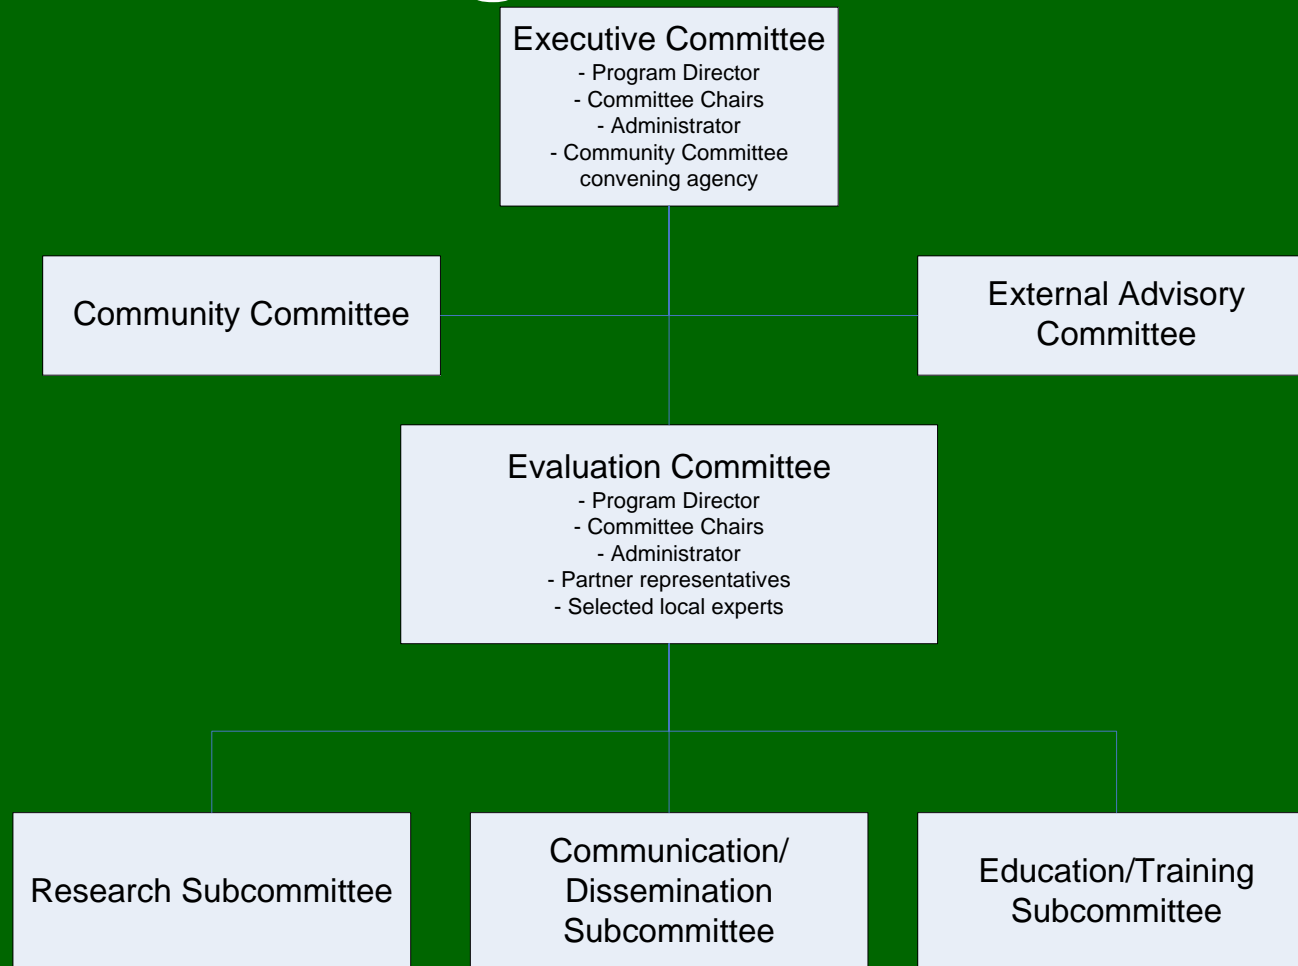 Executive Committee
- Program Director
- Committee Chairs
- Administrator
- Community Committee
convening agency
Community Committee
External Advisory
Committee
Evaluation Committee
- Program Director
- Committee Chairs
- Administrator
- Partner representatives
- Selected local experts
Research Subcommittee
Communication/
Dissemination
Subcommittee
Education/Training
Subcommittee